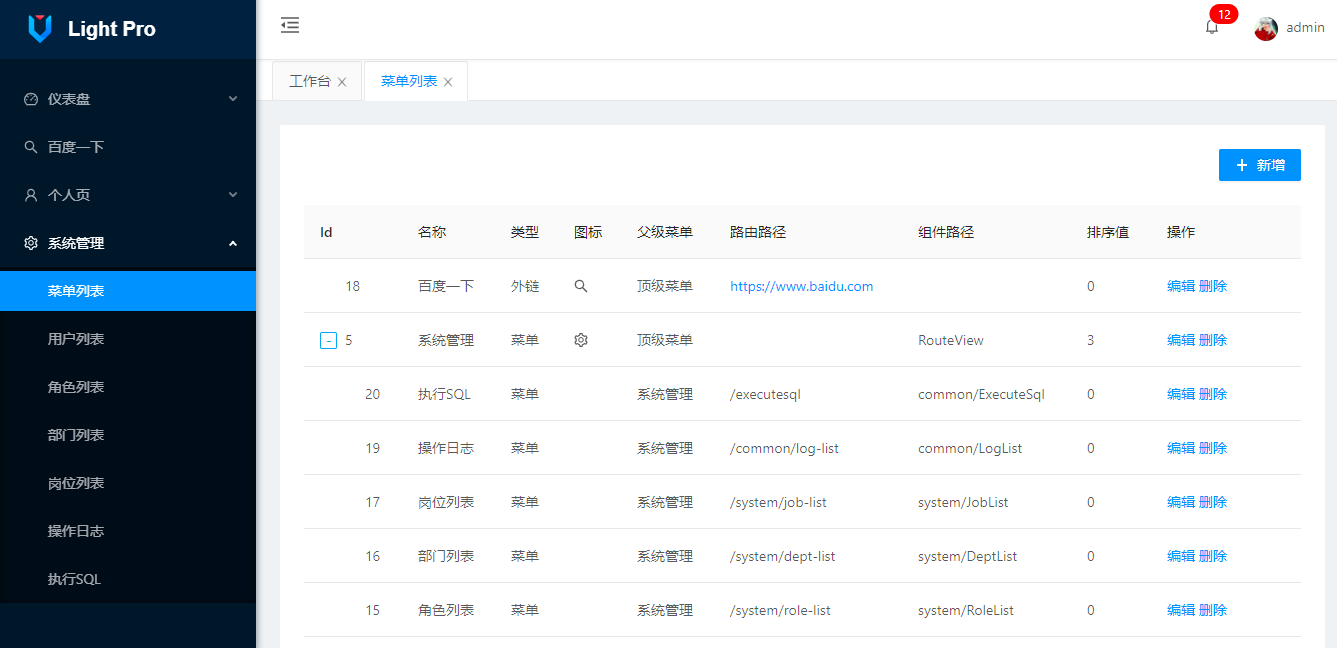 Light Pro
12
admin
工作台
菜单列表
仪表盘
百度一下
个人页
系统管理
菜单列表
用户列表
角色列表
部门列表
岗位列表
操作日志
执行SQL
新增
Id 名称 类型 图标 父级菜单 路由路径 组件路径 排序值 操作
18 百度一下 外链 顶级菜单 https://www.baidu.com 0 编辑 删除
- 5 系统管理 菜单 顶级菜单 RouteView 3 编辑 删除
20 执行SQL 菜单 系统管理 /executesql common/ExecuteSql 0 编辑 删除
19 操作日志 菜单 系统管理 /common/log-list common/LogList 0 编辑 删除
17 岗位列表 菜单 系统管理 /system/job-list system/JobList 0 编辑 删除
16 部门列表 菜单 系统管理 /system/dept-list system/DeptList 0 编辑 删除
15 角色列表 菜单 系统管理 /system/role-list system/RoleList 0 编辑 删除